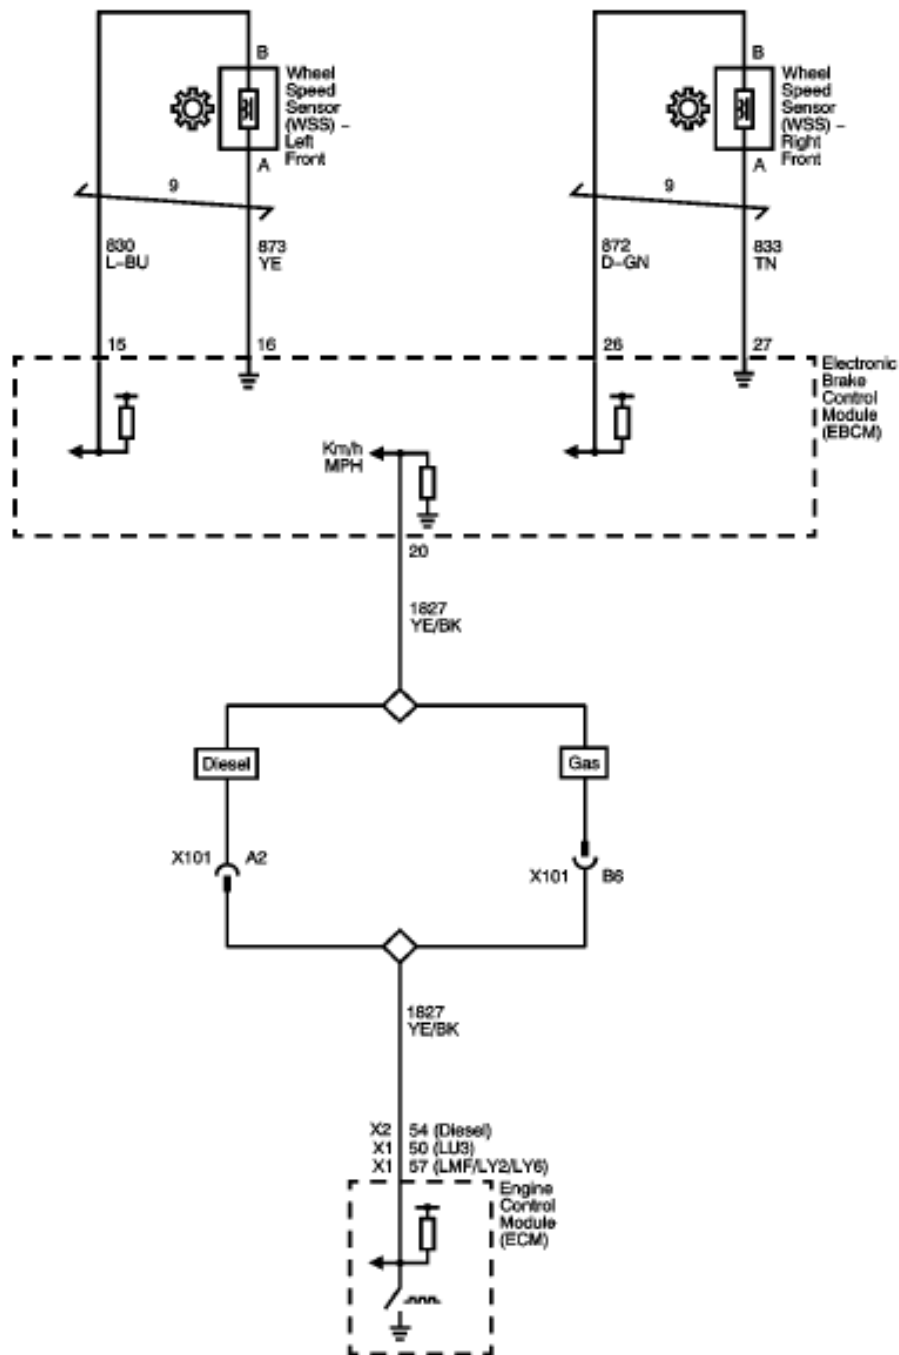 B
Wheel
Speed
Sensor
(WSS) –
Left
Front
A
9
830
L–BU
873
YE
15
16
B
Wheel
Speed
Sensor
(WSS) –
Right
Front
A
9
872
D–GN
833
TN
26
27
Electronic
Brake
Control
Module
(EBCM)
Km/h
MPH
20
1827
YE/BK
Diesel
Gas
X101 A2
X101 B6
1827
YE/BK
X2 54 (Diesel)
X1 50 (LU3)
X1 57 (LMF/LY2/LY6)
Engine
Control
Module
(ECM)